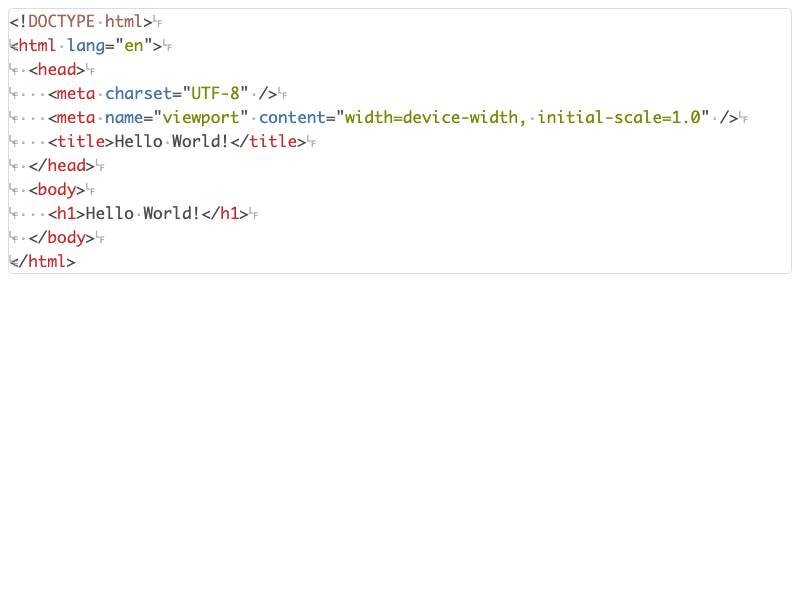 <!DOCTYPE html>
<html lang="en">
  <head>
    <meta charset="UTF-8" />
    <meta name="viewport" content="width=device-width, initial-scale=1.0" />
    <title>Hello World!</title>
  </head>
  <body>
    <h1>Hello World!</h1>
  </body>
</html>